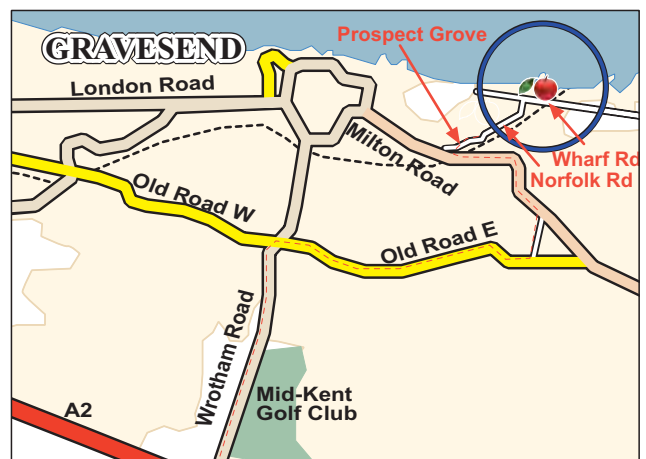 Prospect Grove
GRAVESEND
London Road
Milton Road
Wharf Rd
Norfolk Rd
Old Road W
Old Road E
Wrotham Road
Mid-Kent
Golf Club
A2